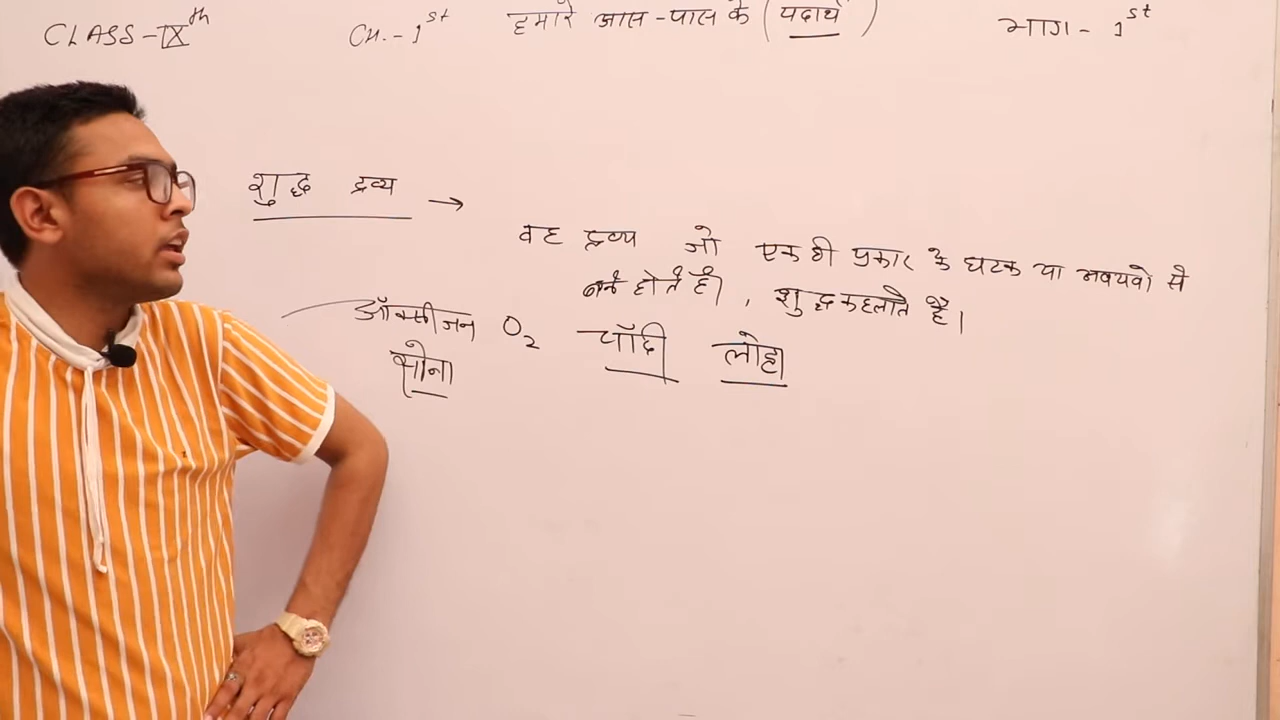 CLASS-IXth CH.-1st हमारे आस-पास के (पदार्थ) भाग-1st
शुद्ध द्रव्य →
वह द्रव्य जो एक ही प्रकार के घटक या अवयवो से
बने होते है। , शुद्ध कहलाते है।
ऑक्सीजन O2 चाँदी लोहा
सोना